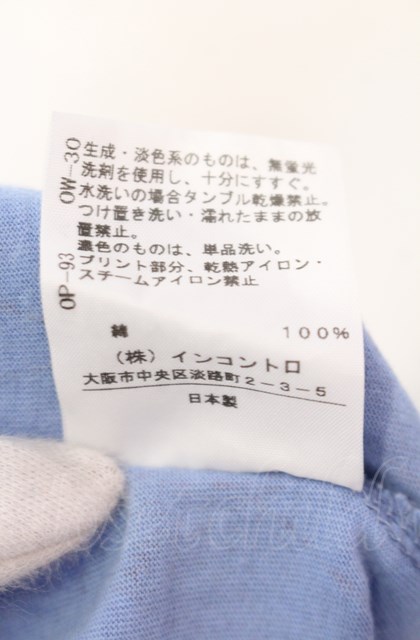 生成・淡色系のものは、無蛍光
洗剤を使用し、十分にすすぐ。
水洗いの場合タンブル乾燥禁止。
つけ置き洗い・濡れたままの放
置禁止。
濃色のものは、単品洗い。
プリント部分、乾熱アイロン・
スチームアイロン禁止
綿 100%
(株)インコントロ
大阪市中央区淡路町2-3-5
日本製
OW-30
OP-93